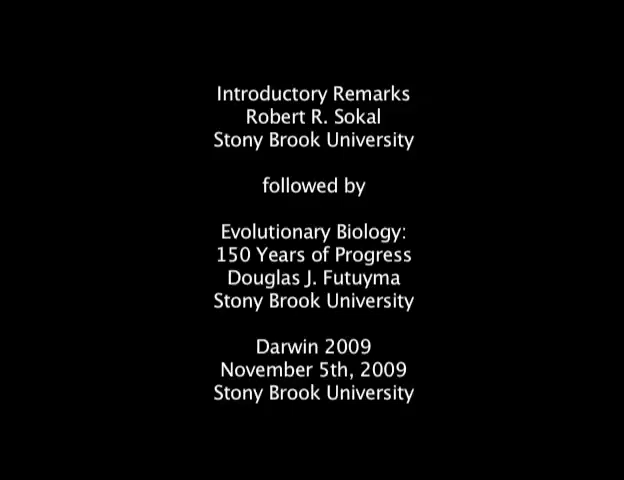 Introductory Remarks
Robert R. Sokal
Stony Brook University
followed by
Evolutionary Biology:
150 Years of Progress
Douglas J. Futuyma
Stony Brook University
Darwin 2009
November 5th, 2009
Stony Brook University